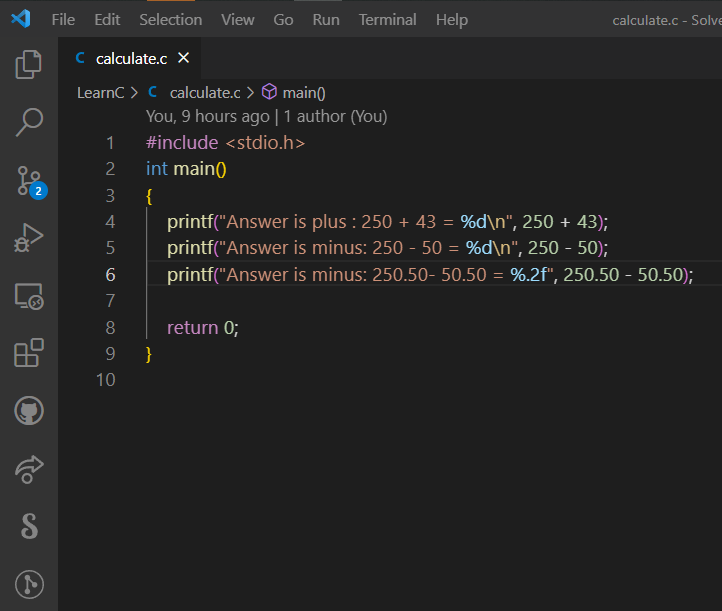 File Edit Selection View Go Run Terminal Help calculate.c - Solve
C calculate.c ×
LearnC > C calculate.c > main()
You, 9 hours ago | 1 author (You)
1 #include <stdio.h>
2 int main()
3 {
4 printf("Answer is plus : 250 + 43 = %d\n", 250 + 43);
5 printf("Answer is minus: 250 - 50 = %d\n", 250 - 50);
6 printf("Answer is minus: 250.50- 50.50 = %.2f", 250.50 - 50.50);
7
8 return 0;
9 }
10
2